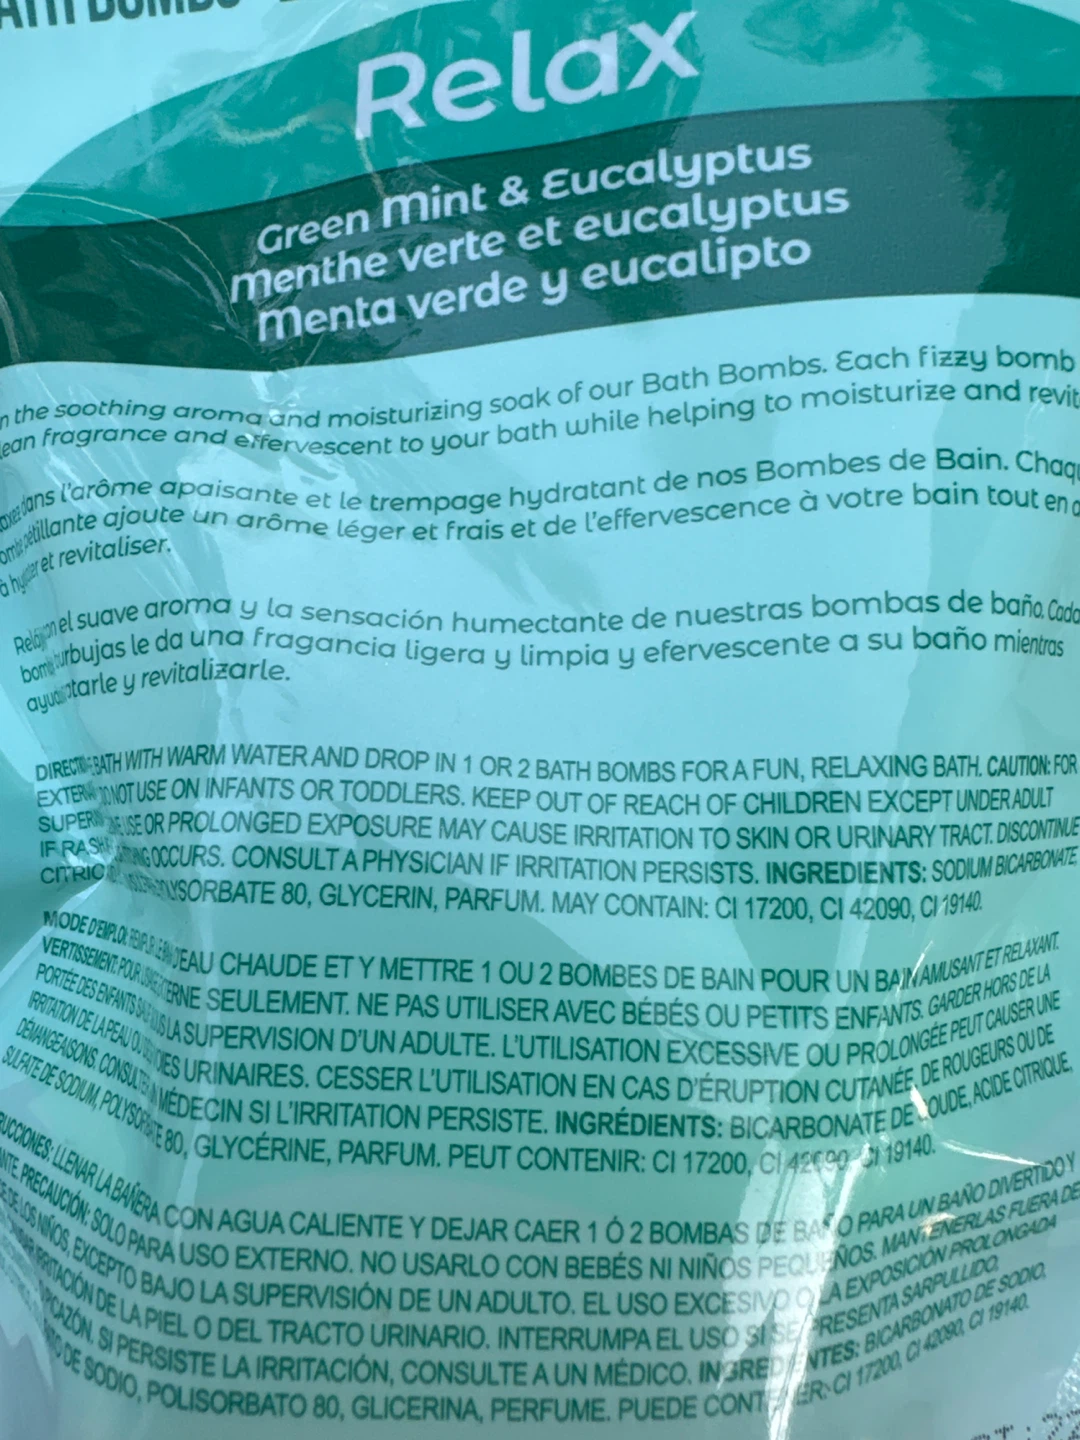 BATH BOMBS
Relax
Green Mint & Eucalyptus
menthe verte et eucalyptus
menta verde y eucalipto
the soothing aroma and moisturizing soak of our Bath Bombs. Each fizzy bomb
fragrance and effervescent to your bath while helping to moisturize and
dans l'arôme apaisante et le trempage hydratant de nos Bombes de Bain.
pétillante ajoute un arôme léger et frais et de l'effervescence à votre bain tout en
à et revitaliser.
el suave aroma y la sensación humectante de nuestras bombas de baño. Cada
burbujas le da una fragancia ligera y limpia y efervescente a su baño mientras
y revitalizarle.
BATH WITH WARM WATER AND DROP IN 1 OR 2 BATH BOMBS FOR A FUN, RELAXING BATH. CAUTION: FOR
NOT USE ON INFANTS OR TODDLERS. KEEP OUT OF REACH OF CHILDREN EXCEPT UNDER ADULT
USE OR PROLONGED EXPOSURE MAY CAUSE IRRITATION TO SKIN OR URINARY TRACT. DISCONTINUE
IF OCCURS. CONSULT A PHYSICIAN IF IRRITATION PERSISTS. INGREDIENTS: SODIUM BICARBONATE,
CITRIC POLYSORBATE 80, GLYCERIN, PARFUM. MAY CONTAIN: CI 17200, CI 42090, CI 19140.
MODE D'EMPLOI: D'EAU CHAUDE ET Y METTRE 1 OU 2 BOMBES DE BAIN POUR UN BAIN AMUSANT ET RELAXANT.
SEULEMENT. NE PAS UTILISER AVEC BÉBÉS OU PETITS ENFANTS. GARDER HORS DE LA
PORTÉE DES ENFANTS LA SUPERVISION D'UN ADULTE. L'UTILISATION EXCESSIVE OU PROLONGÉE PEUT CAUSER UNE
IRRITATION DE LA PEAU URINAIRES. CESSER L'UTILISATION EN CAS D'ÉRUPTION CUTANÉE, DE ROUGEURS OU DE
DÉMANGEAISONS. MÉDECIN SI L'IRRITATION PERSISTE. INGRÉDIENTS: BICARBONATE DE SOUDE, ACIDE CITRIQUE,
SULFATE DE SODIUM, POLYSORBATE 80, GLYCÉRINE, PARFUM. PEUT CONTENIR: CI 17200, CI 42090, CI 19140.
LLENAR LA BAÑERA CON AGUA CALIENTE Y DEJAR CAER 1 Ó 2 BOMBAS DE BAÑO PARA UN BAÑO DIVERTIDO Y
PRECAUCIÓN: SOLO PARA USO EXTERNO. NO USARLO CON BEBÉS NI NIÑOS PEQUEÑOS. MANTENERLAS FUERA DE
DE LOS NIÑOS, EXCEPTO BAJO LA SUPERVISIÓN DE UN ADULTO. EL USO EXCESIVO O LA EXPOSICIÓN PROLONGADA
IRRITACIÓN DE LA PIEL O DEL TRACTO URINARIO. INTERRUMPA EL USO SI SE PRESENTA SARPULLIDO,
SI PERSISTE LA IRRITACIÓN, CONSULTE A UN MÉDICO. INGREDIENTES: BICARBONATO DE SODIO,
DE SODIO, POLISORBATO 80, GLICERINA, PERFUME. PUEDE CONTENER: CI 17200, CI 42090, CI 19140.